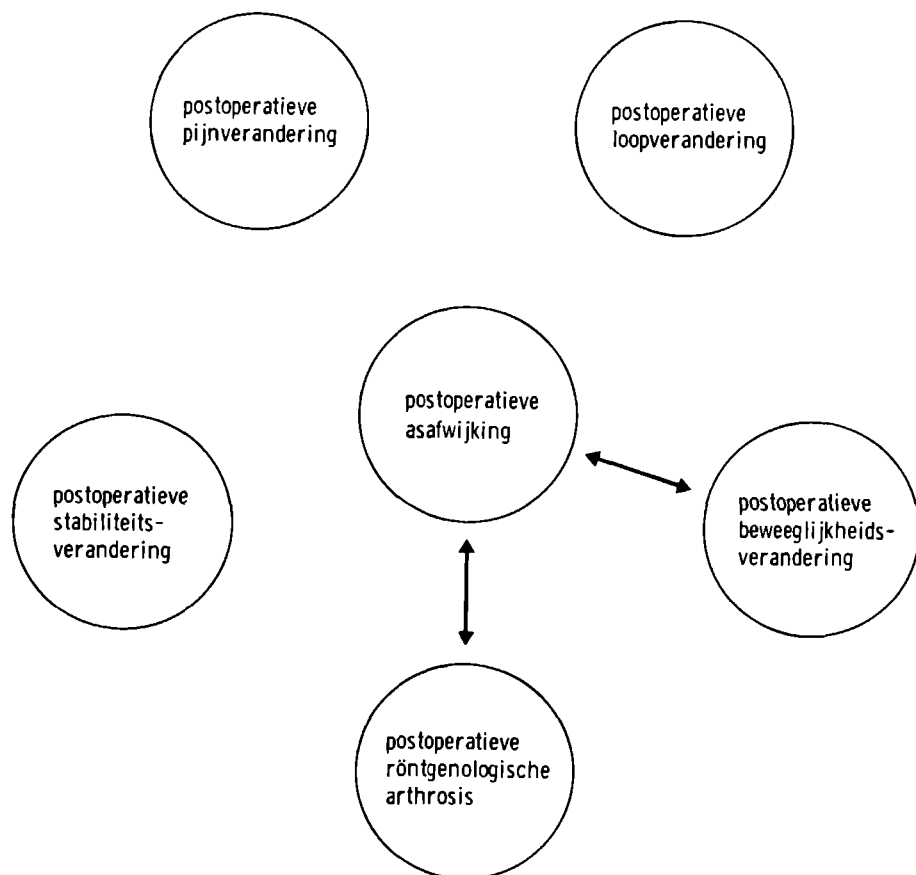 postoperatieve
pijnverandering
postoperatieve
loopverandering
postoperatieve
asafwijking
postoperatieve
stabiliteits-
verandering
postoperatieve
beweeglijkheids-
verandering
postoperatieve
röntgenologische
arthrosis